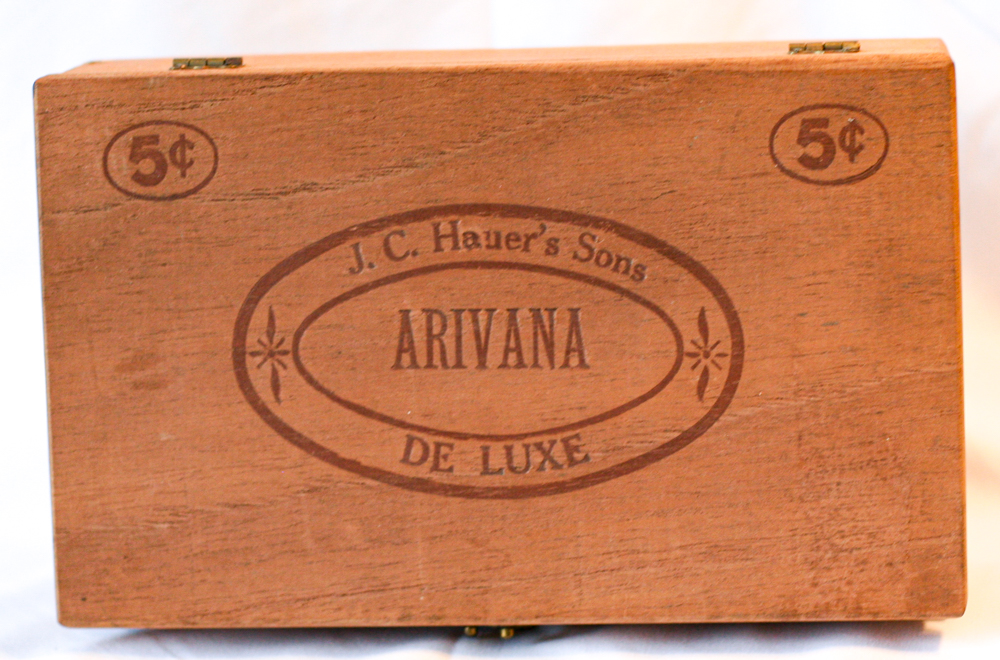 5¢
5¢
J. C. Hauer's Sons
ARIVANA
DE LUXE